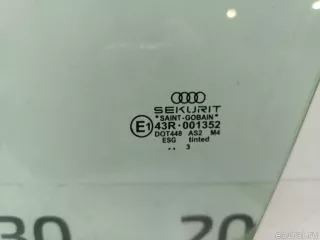 SEKURIT
"SAINT-GOBAIN"
E1 43R-001352
DOT448 AS2 M4
ESG tinted
.. 3
30 20